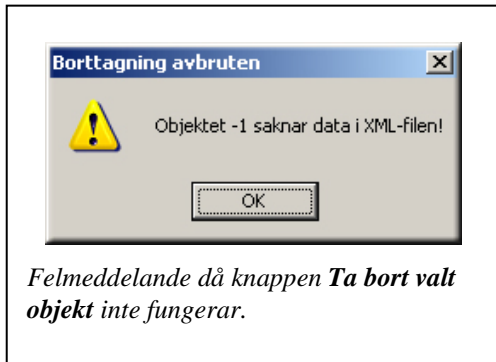 Borttagning avbruten
Objektet -1 saknar data i XML-filen!
OK
Felmeddelande då knappen Ta bort valt
objekt inte fungerar.